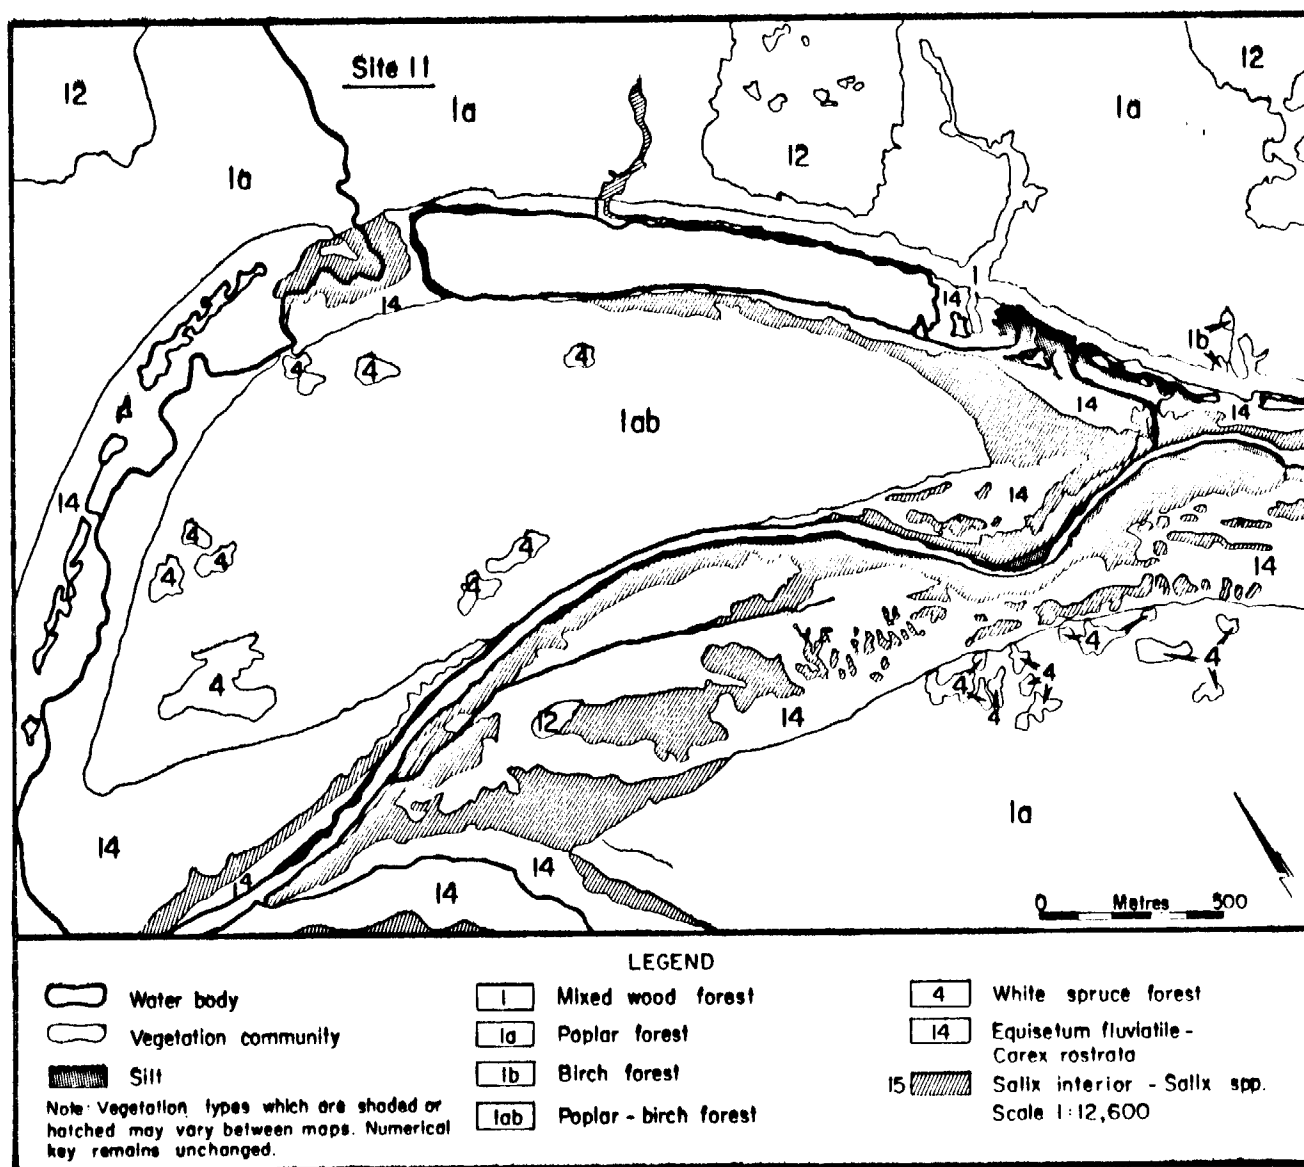 Site 11
12
1a
1a
12
1a
12
1
14
14
1b
4
4
4
14
14
1ab
14
14
4
4
4
4
4
14
4
4
4
4
4
4
12
14
1a
14
14
14
14
0 Metres 500
LEGEND
Water body
Vegetation community
Silt
Note: Vegetation types which are shaded or
hatched may vary between maps. Numerical
key remains unchanged.
1 Mixed wood forest
1a Poplar forest
1b Birch forest
1ab Poplar - birch forest
4 White spruce forest
14 Equisetum fluviatile -
Carex rostrata
15 Salix interior - Salix spp.
Scale 1:12,600